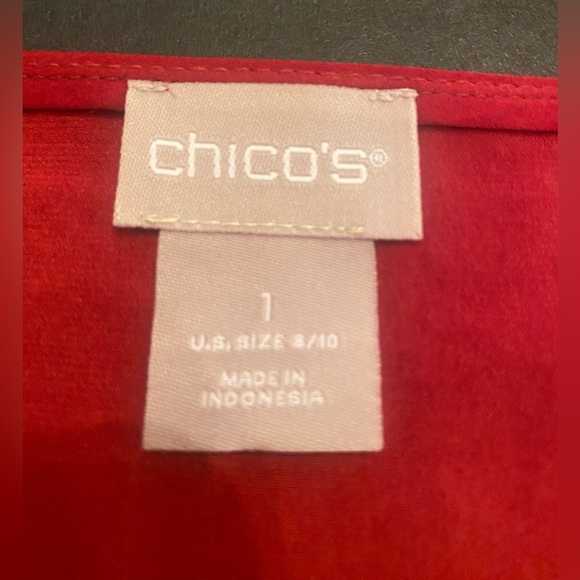 chico's®
1
U.S. SIZE 8/10
MADE IN
INDONESIA